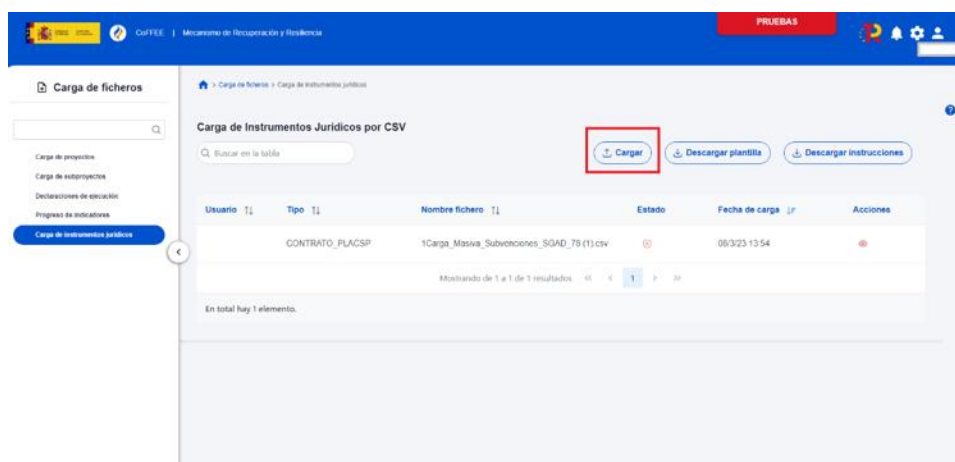 PRUEBAS
CoFFEE | Mecanismo de Recuperación y Resiliencia
Carga de ficheros
> Carga de ficheros > Carga de instrumentos jurídicos
Carga de Instrumentos Jurídicos por CSV
Buscar en la tabla
Cargar
Descargar plantilla
Descargar instrucciones
Carga de proyectos
Carga de subproyectos
Declaraciones de ejecución
Progreso de indicadores
Carga de instrumentos jurídicos
Usuario Tipo Nombre fichero Estado Fecha de carga Acciones
CONTRATO_PLACSP 1Carga_Masiva_Subvenciones_SGAD_78 (1).csv 06/3/23 13:54
Mostrando de 1 a 1 de 1 resultados << < 1 > >>
En total hay 1 elemento.